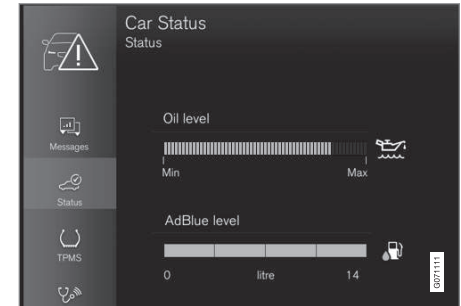 Car Status
Status
Messages
Status
TPMS
Oil level
Min Max
AdBlue level
0 litre 14
G071111